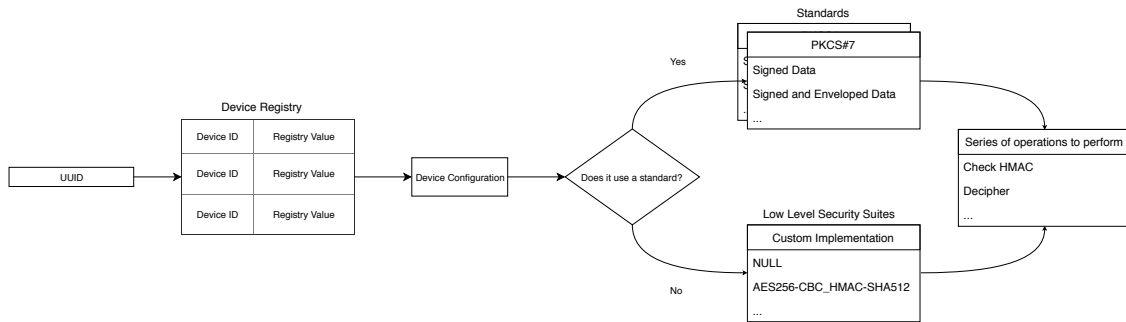 Standards
PKCS#7
S
Signed Data
S
Signed and Enveloped Data
.
...
Yes
Device Registry
Device ID Registry Value
Device ID Registry Value
Device ID Registry Value
UUID
Device Configuration
Does it use a standard?
Series of operations to perform
Check HMAC
Decipher
...
Low Level Security Suites
Custom Implementation
NULL
AES256-CBC_HMAC-SHA512
...
No